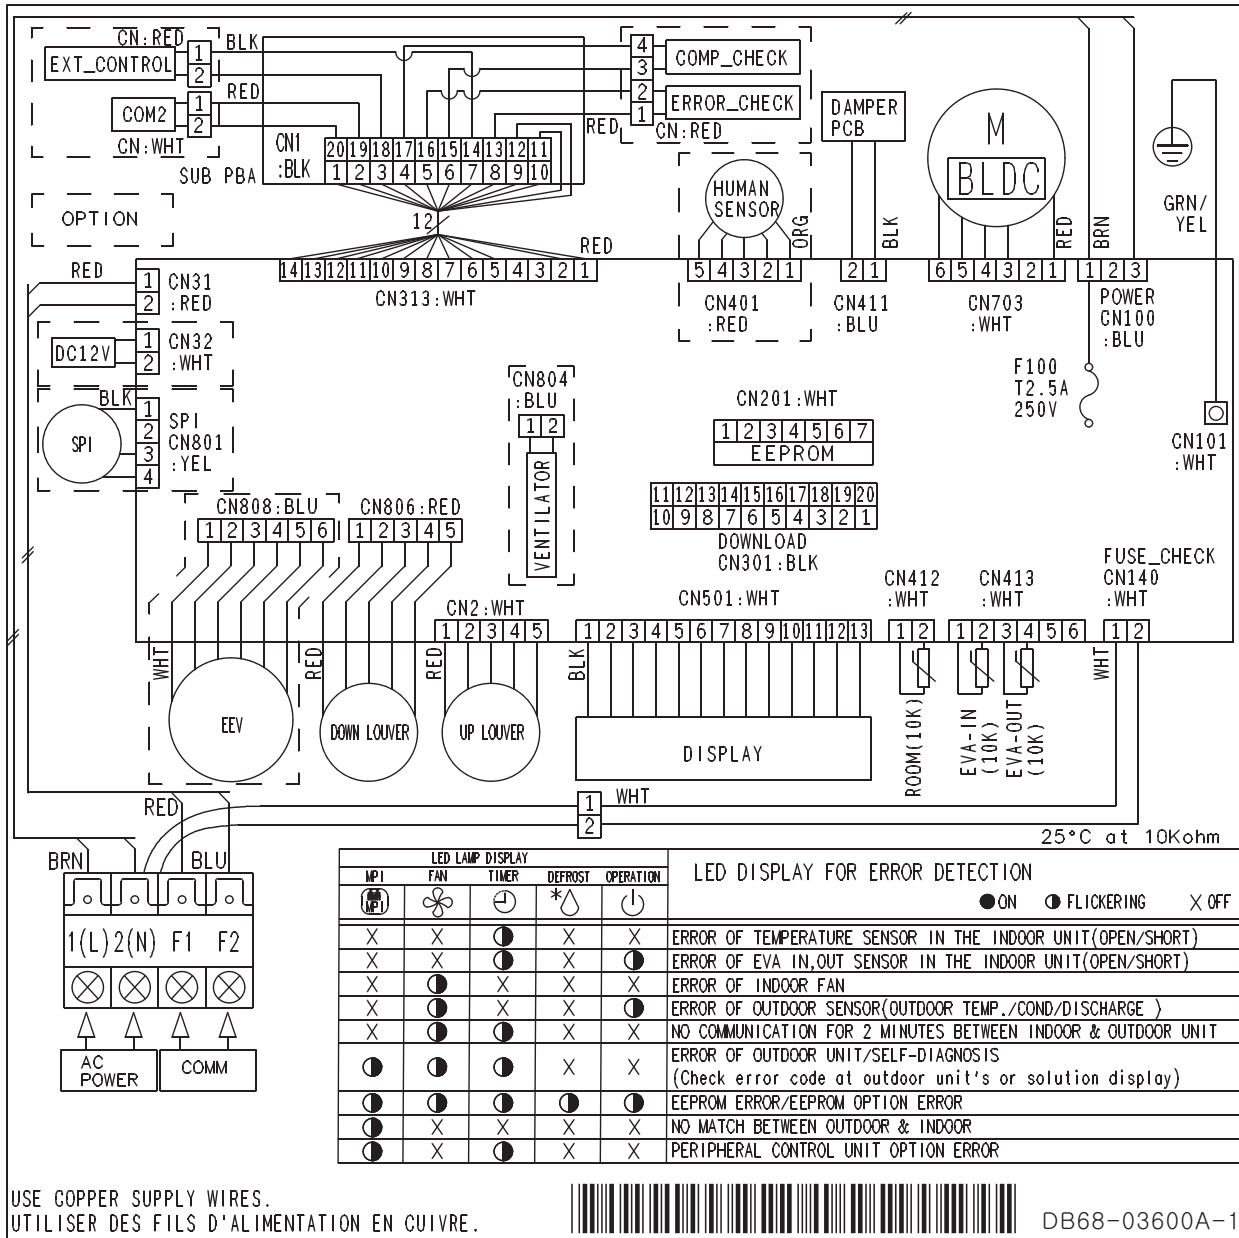 CN:RED
BLK
EXT_CONTROL
1
2
RED
COM2
1
2
CN:WHT
CN1
:BLK
20 19 18 17 16 15 14 13 12 11
1 2 3 4 5 6 7 8 9 10
SUB PBA
4
3
2
1
COMP_CHECK
ERROR_CHECK
RED
CN:RED
DAMPER
PCB
M
BLDC
GRN/
YEL
OPTION
12
HUMAN
SENSOR
ORG
BLK
RED
BRN
RED
RED
1
2
CN31
:RED
14 13 12 11 10 9 8 7 6 5 4 3 2 1
CN313:WHT
5 4 3 2 1
CN401
:RED
2 1
CN411
:BLU
6 5 4 3 2 1
CN703
:WHT
1 2 3
POWER
CN100
:BLU
DC12V
1
2
CN32
:WHT
F100
T2.5A
250V
BLK
SPI
1
2
3
4
SPI
CN801
:YEL
CN804
:BLU
1 2
VENTILATOR
CN201:WHT
1 2 3 4 5 6 7
EEPROM
CN101
:WHT
11 12 13 14 15 16 17 18 19 20
10 9 8 7 6 5 4 3 2 1
DOWNLOAD
CN301:BLK
CN808:BLU
1 2 3 4 5 6
CN806:RED
1 2 3 4 5
FUSE_CHECK
CN140
:WHT
CN412
:WHT
CN413
:WHT
CN2:WHT
1 2 3 4 5
CN501:WHT
1 2 3 4 5 6 7 8 9 10 11 12 13
1 2
1 2 3 4 5 6
1 2
WHT
RED
RED
BLK
WHT
EEV
DOWN LOUVER
UP LOUVER
DISPLAY
ROOM(10K)
EVA-IN
(10K)
EVA-OUT
(10K)
RED
1
2
WHT
25°C at 10Kohm
BRN
BLU
1(L) 2(N) F1 F2
AC
POWER
COMM
LED LAMP DISPLAY
MPI FAN TIMER DEFROST OPERATION
MPI
LED DISPLAY FOR ERROR DETECTION
●ON ◑FLICKERING X OFF
X X ◑ X X ERROR OF TEMPERATURE SENSOR IN THE INDOOR UNIT(OPEN/SHORT)
X X ◑ X ◑ ERROR OF EVA IN,OUT SENSOR IN THE INDOOR UNIT(OPEN/SHORT)
X ◑ X X X ERROR OF INDOOR FAN
X ◑ X X ◑ ERROR OF OUTDOOR SENSOR(OUTDOOR TEMP./COND/DISCHARGE )
X ◑ ◑ X X NO COMMUNICATION FOR 2 MINUTES BETWEEN INDOOR & OUTDOOR UNIT
◑ ◑ ◑ X X ERROR OF OUTDOOR UNIT/SELF-DIAGNOSIS
(Check error code at outdoor unit's or solution display)
◑ ◑ ◑ ◑ ◑ EEPROM ERROR/EEPROM OPTION ERROR
◑ X X X X NO MATCH BETWEEN OUTDOOR & INDOOR
◑ X ◑ X X PERIPHERAL CONTROL UNIT OPTION ERROR
USE COPPER SUPPLY WIRES.
UTILISER DES FILS D'ALIMENTATION EN CUIVRE.
DB68-03600A-1